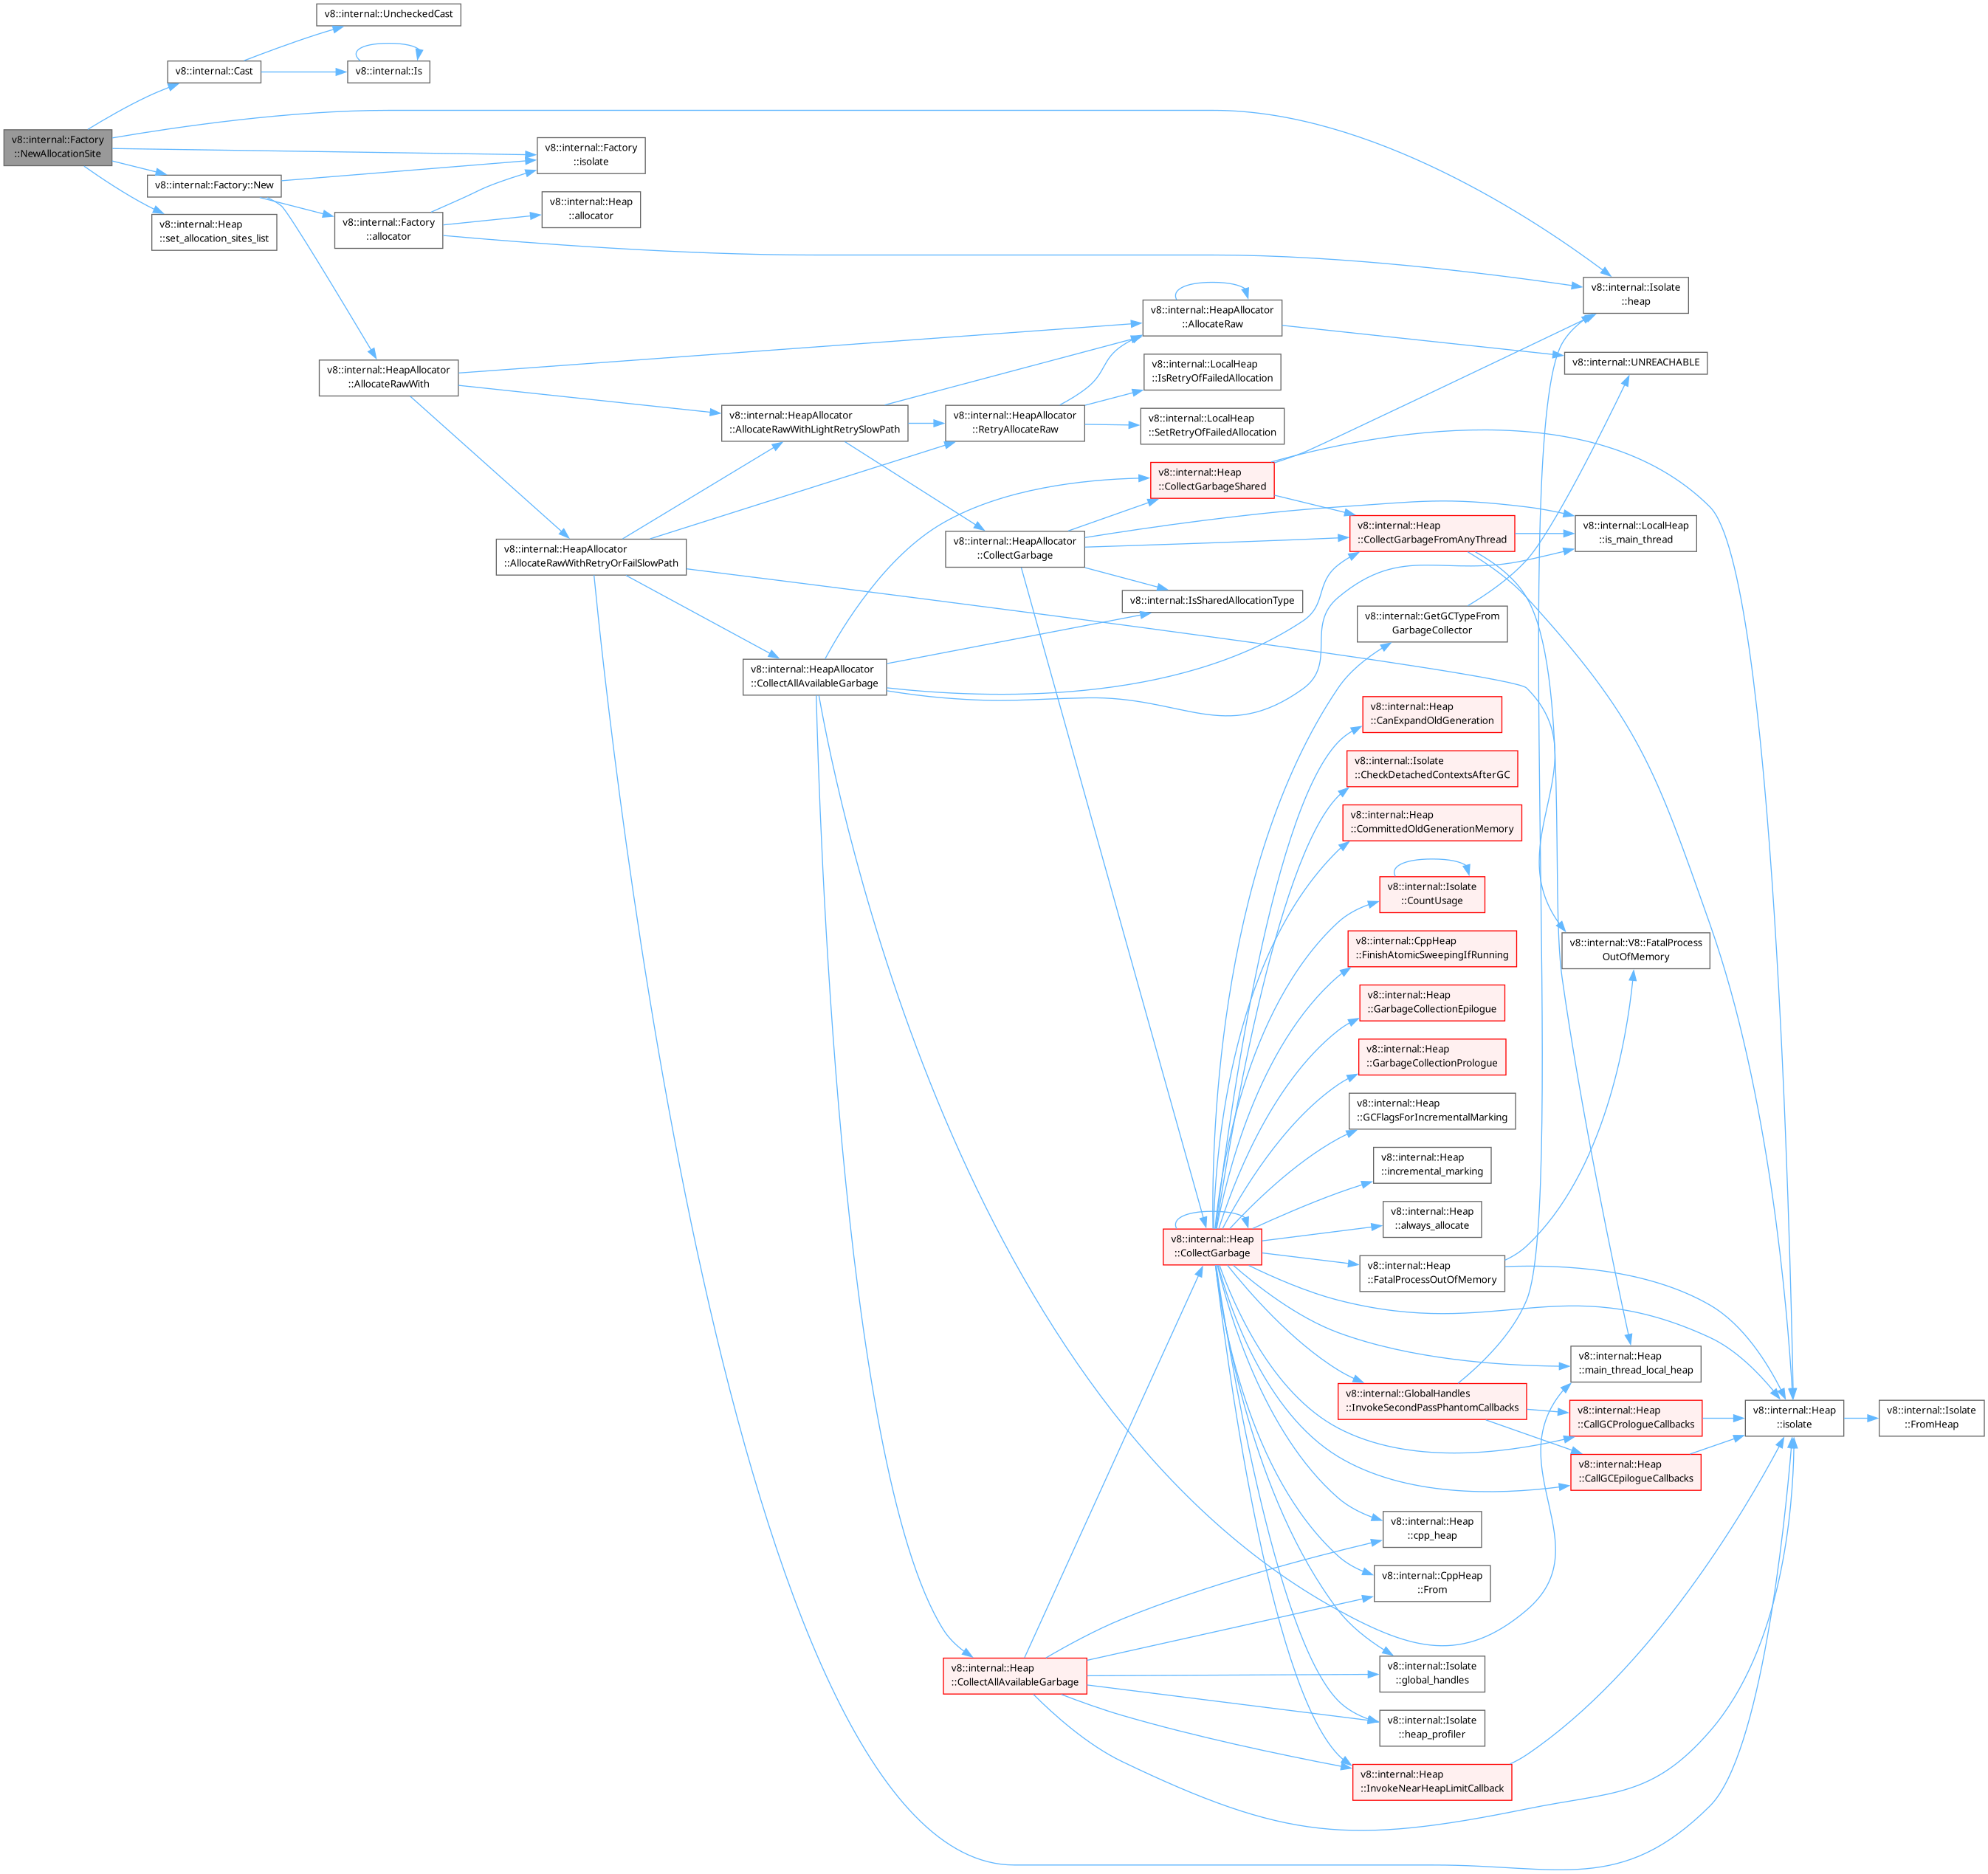 v8::internal::UncheckedCast
v8::internal::Cast
v8::internal::Is
v8::internal::Factory
::NewAllocationSite
v8::internal::Factory
::isolate
v8::internal::Factory::New
v8::internal::Heap
::allocator
v8::internal::Heap
::set_allocation_sites_list
v8::internal::Factory
::allocator
v8::internal::Isolate
::heap
v8::internal::HeapAllocator
::AllocateRaw
v8::internal::UNREACHABLE
v8::internal::HeapAllocator
::AllocateRawWith
v8::internal::LocalHeap
::IsRetryOfFailedAllocation
v8::internal::HeapAllocator
::AllocateRawWithLightRetrySlowPath
v8::internal::HeapAllocator
::RetryAllocateRaw
v8::internal::LocalHeap
::SetRetryOfFailedAllocation
v8::internal::Heap
::CollectGarbageShared
v8::internal::HeapAllocator
::AllocateRawWithRetryOrFailSlowPath
v8::internal::HeapAllocator
::CollectGarbage
v8::internal::Heap
::CollectGarbageFromAnyThread
v8::internal::LocalHeap
::is_main_thread
v8::internal::IsSharedAllocationType
v8::internal::GetGCTypeFrom
GarbageCollector
v8::internal::HeapAllocator
::CollectAllAvailableGarbage
v8::internal::Heap
::CanExpandOldGeneration
v8::internal::Isolate
::CheckDetachedContextsAfterGC
v8::internal::Heap
::CommittedOldGenerationMemory
v8::internal::Isolate
::CountUsage
v8::internal::CppHeap
::FinishAtomicSweepingIfRunning
v8::internal::V8::FatalProcess
OutOfMemory
v8::internal::Heap
::GarbageCollectionEpilogue
v8::internal::Heap
::GarbageCollectionPrologue
v8::internal::Heap
::GCFlagsForIncrementalMarking
v8::internal::Heap
::incremental_marking
v8::internal::Heap
::always_allocate
v8::internal::Heap
::CollectGarbage
v8::internal::Heap
::FatalProcessOutOfMemory
v8::internal::Heap
::main_thread_local_heap
v8::internal::GlobalHandles
::InvokeSecondPassPhantomCallbacks
v8::internal::Heap
::CallGCPrologueCallbacks
v8::internal::Heap
::isolate
v8::internal::Isolate
::FromHeap
v8::internal::Heap
::CallGCEpilogueCallbacks
v8::internal::Heap
::cpp_heap
v8::internal::CppHeap
::From
v8::internal::Heap
::CollectAllAvailableGarbage
v8::internal::Isolate
::global_handles
v8::internal::Isolate
::heap_profiler
v8::internal::Heap
::InvokeNearHeapLimitCallback